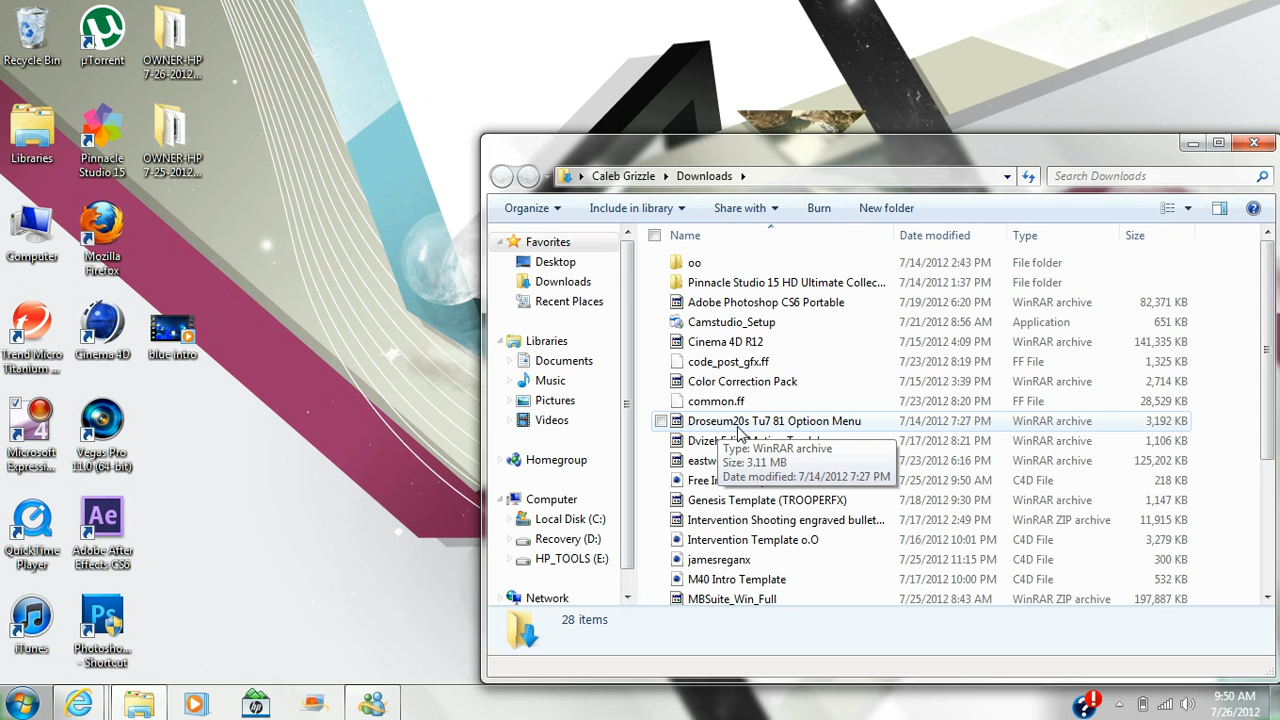 Recycle Bin
µTorrent
OWNER-HP
7-26-2012...
Libraries
Pinnacle
Studio 15
OWNER-HP
7-25-2012...
Computer
Mozilla
Firefox
Trend Micro
Titanium ...
Cinema 4D
blue intro
Microsoft
Expressi...
Vegas Pro
11.0 (64-bit)
QuickTime
Player
Adobe After
Effects CS6
iTunes
Photosho...
- Shortcut
Caleb Grizzle
Downloads
Search Downloads
Organize
Include in library
Share with
Burn
New folder
Favorites
Desktop
Downloads
Recent Places
Libraries
Documents
Music
Pictures
Videos
Homegroup
Computer
Local Disk (C:)
Recovery (D:)
HP_TOOLS (E:)
Network
Name Date modified Type Size
oo 7/14/2012 2:43 PM File folder
Pinnacle Studio 15 HD Ultimate Collec... 7/14/2012 1:37 PM File folder
Adobe Photoshop CS6 Portable 7/19/2012 6:20 PM WinRAR archive 82,371 KB
Camstudio_Setup 7/21/2012 8:56 AM Application 651 KB
Cinema 4D R12 7/15/2012 4:09 PM WinRAR archive 141,335 KB
code_post_gfx.ff 7/23/2012 8:19 PM FF File 1,325 KB
Color Correction Pack 7/15/2012 3:39 PM WinRAR archive 2,714 KB
common.ff 7/23/2012 8:20 PM FF File 28,529 KB
Droseum20s Tu7 81 Optioon Menu 7/14/2012 7:27 PM WinRAR archive 3,192 KB
7/17/2012 8:21 PM WinRAR archive 1,106 KB
7/23/2012 6:16 PM WinRAR archive 125,202 KB
7/25/2012 9:50 AM C4D File 218 KB
Type: WinRAR archive
Size: 3.11 MB
Date modified: 7/14/2012 7:27 PM
Genesis Template (TROOPERFX) 7/18/2012 9:30 PM WinRAR archive 1,147 KB
Intervention Shooting engraved bullet... 7/17/2012 2:49 PM WinRAR ZIP archive 11,915 KB
Intervention Template o.O 7/16/2012 10:01 PM C4D File 3,279 KB
jamesreganx 7/25/2012 11:15 PM C4D File 300 KB
M40 Intro Template 7/17/2012 10:00 PM C4D File 532 KB
MBSuite_Win_Full 7/25/2012 8:43 AM WinRAR ZIP archive 197,887 KB
28 items
9:50 AM
7/26/2012